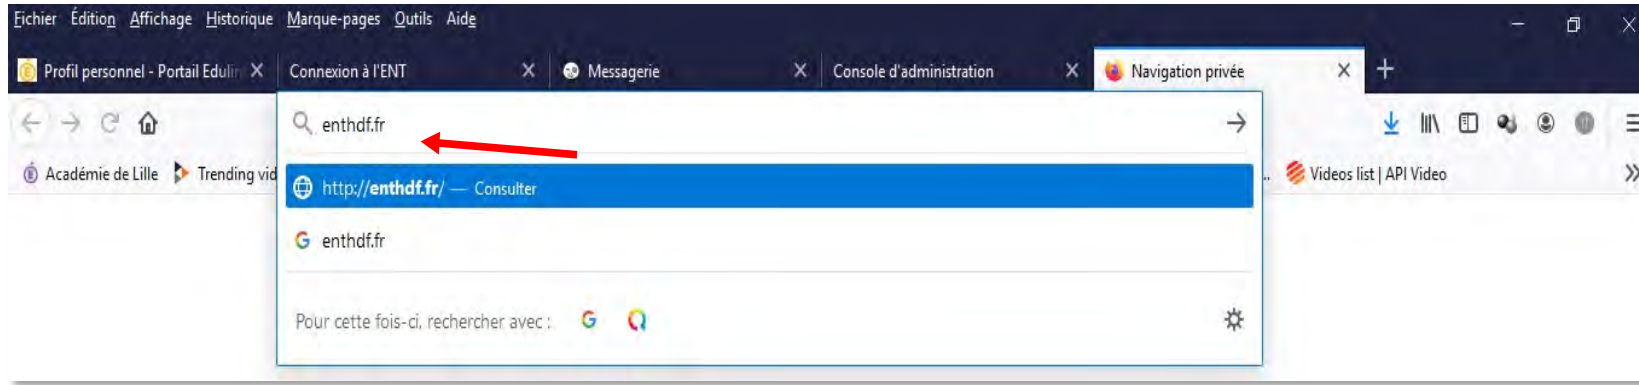 Fichier Édition Affichage Historique Marque-pages Outils Aide
Profil personnel - Portail Edulin Connexion à l'ENT Messagerie Console d'administration Navigation privée
enthdf.fr
Académie de Lille Trending vid .. Videos list | API Video
http://enthdf.fr/ — Consulter
enthdf.fr
Pour cette fois-ci, rechercher avec :